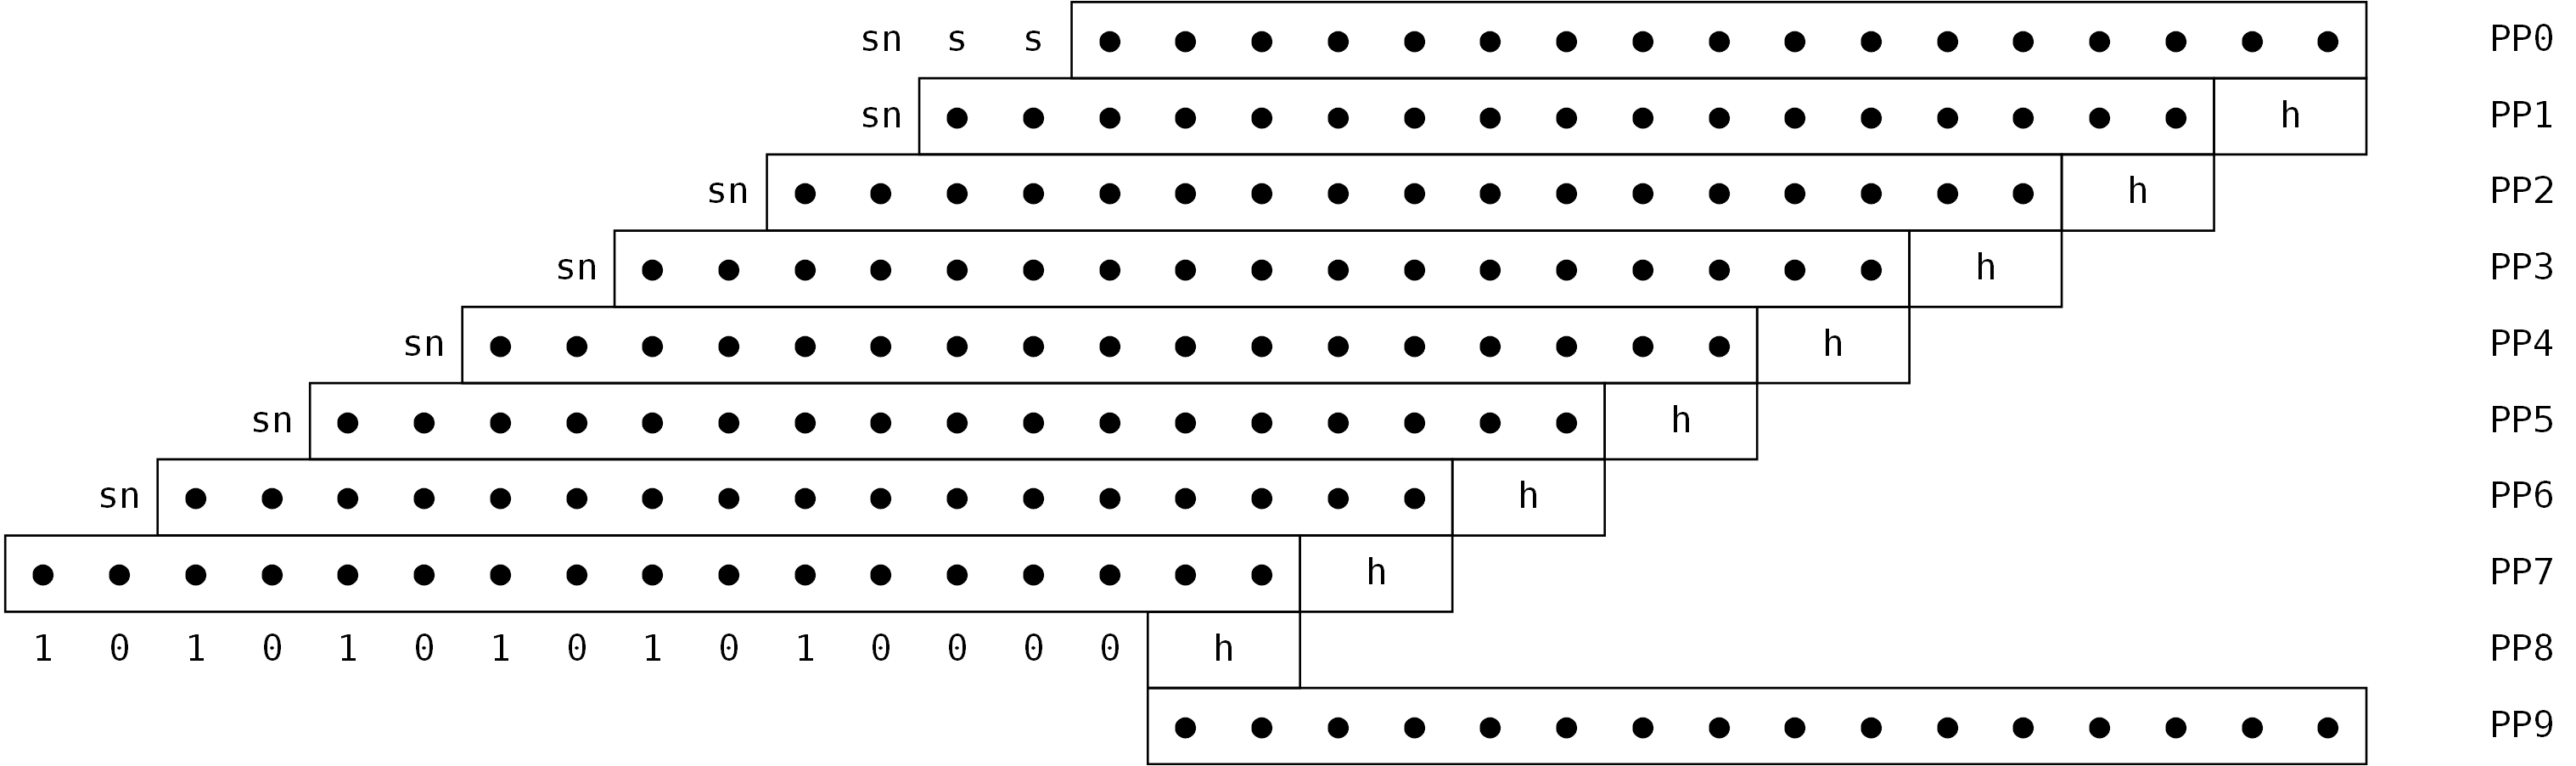 sn s s PP0
sn h PP1
sn h PP2
sn h PP3
sn h PP4
sn h PP5
sn h PP6
h PP7
1 0 1 0 1 0 1 0 1 0 1 0 0 0 0 h PP8
PP9